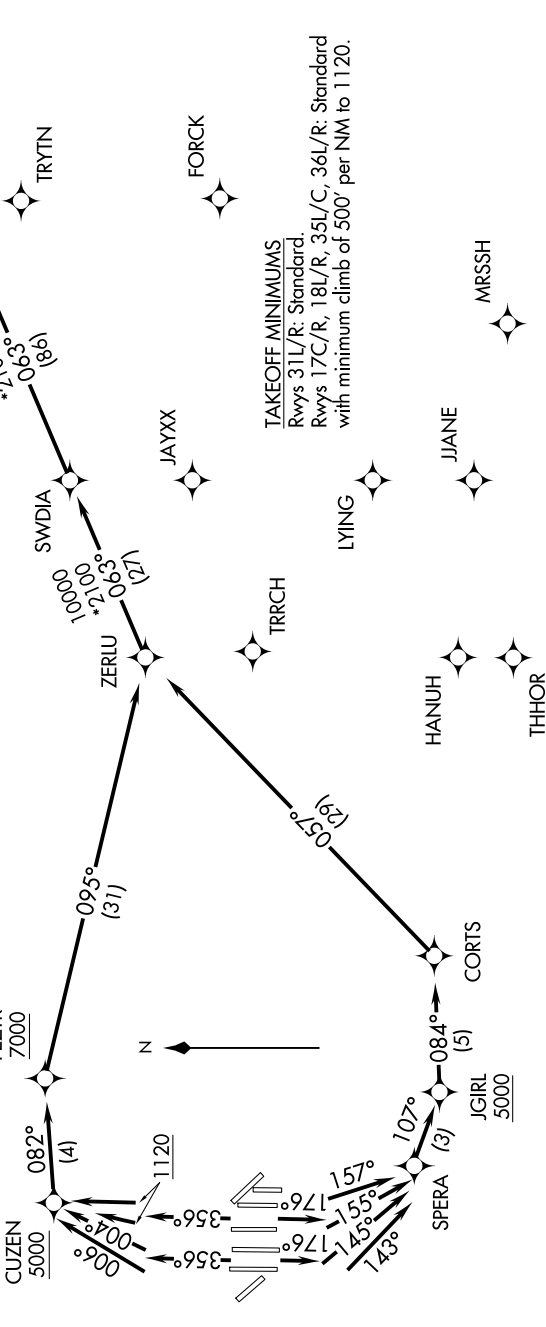 TRYTN
FORCK
*2100
063°
(86)
TAKEOFF MINIMUMS
Rwys 31L/R: Standard.
Rwys 17C/R, 18L/R, 35L/C, 36L/R: Standard
with minimum climb of 500' per NM to 1120.
MRSSH
SWDIA
JAYXX
LYING
JJANE
10000
*2100
063°
(27)
ZERLU
TRRCH
HANUH
THHOR
095°
(31)
057°
(29)
7000
N
CORTS
084°
(5)
JGIRL
5000
082°
(4)
107°
(3)
SPERA
CUZEN
5000
1120
006°
004°
356°
356°
176°
176°
157°
155°
145°
143°